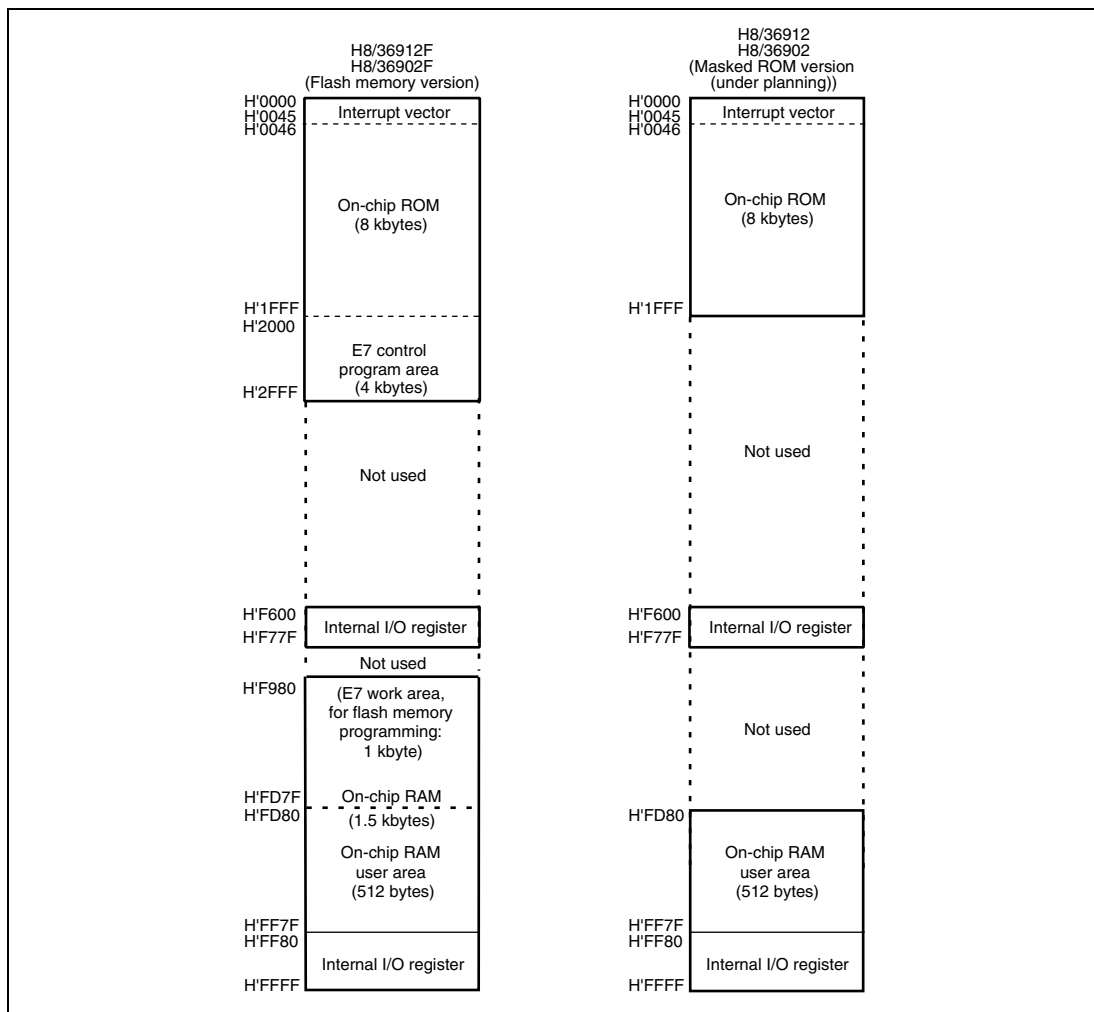 H8/36912F
H8/36902F
(Flash memory version)
H'0000
H'0045
H'0046
Interrupt vector
On-chip ROM
(8 kbytes)
H'1FFF
H'2000
E7 control
program area
(4 kbytes)
H'2FFF
Not used
H'F600
Internal I/O register
H'F77F
Not used
H'F980
(E7 work area,
for flash memory
programming:
1 kbyte)
H'FD7F
On-chip RAM
H'FD80
(1.5 kbytes)
On-chip RAM
user area
(512 bytes)
H'FF7F
H'FF80
Internal I/O register
H'FFFF
H8/36912
H8/36902
(Masked ROM version
(under planning))
H'0000
H'0045
H'0046
Interrupt vector
On-chip ROM
(8 kbytes)
H'1FFF
Not used
H'F600
Internal I/O register
H'F77F
Not used
H'FD80
On-chip RAM
user area
(512 bytes)
H'FF7F
H'FF80
Internal I/O register
H'FFFF